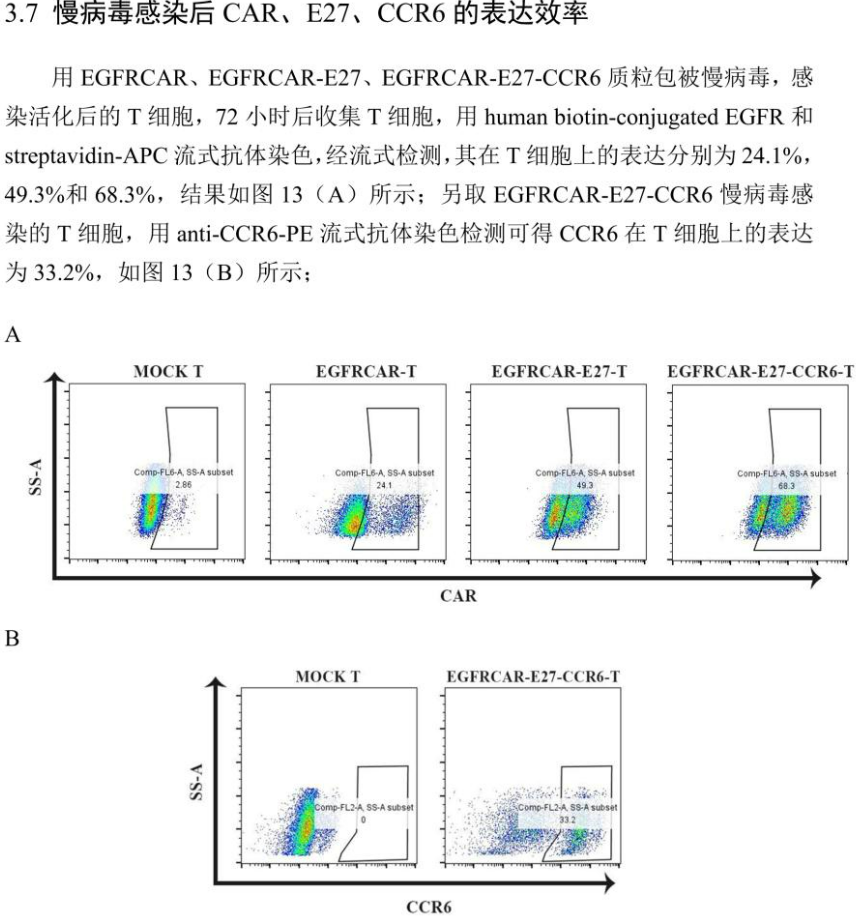 3.7 慢病毒感染后 CAR、E27、CCR6 的表达效率
用 EGFRCAR、EGFRCAR-E27、EGFRCAR-E27-CCR6 质粒包被慢病毒，感
染活化后的 T 细胞，72 小时后收集 T 细胞，用 human biotin-conjugated EGFR 和
streptavidin-APC 流式抗体染色，经流式检测，其在 T 细胞上的表达分别为 24.1%，
49.3%和 68.3%，结果如图 13（A）所示；另取 EGFRCAR-E27-CCR6 慢病毒感
染的 T 细胞，用 anti-CCR6-PE 流式抗体染色检测可得 CCR6 在 T 细胞上的表达
为 33.2%，如图 13（B）所示；
A
MOCK T
EGFRCAR-T
EGFRCAR-E27-T
EGFRCAR-E27-CCR6-T
SS-A
Comp-FL6-A, SS-A subset
2.86
Comp-FL6-A, SS-A subset
24.1
Comp-FL6-A, SS-A subset
49.3
Comp-FL6-A, SS-A subset
68.3
CAR
B
MOCK T
EGFRCAR-E27-CCR6-T
SS-A
Comp-FL2-A, SS-A subset
0
Comp-FL2-A, SS-A subset
33.2
CCR6